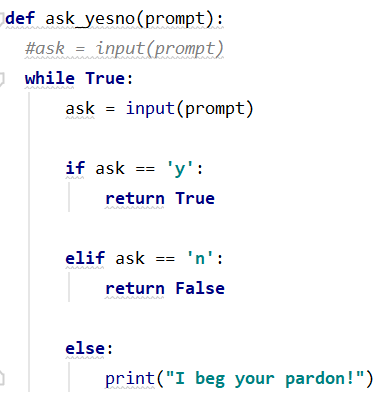 def ask_yesno(prompt):
#ask = input(prompt)
while True:
ask = input(prompt)
if ask == 'y':
return True
elif ask == 'n':
return False
else:
print("I beg your pardon!")